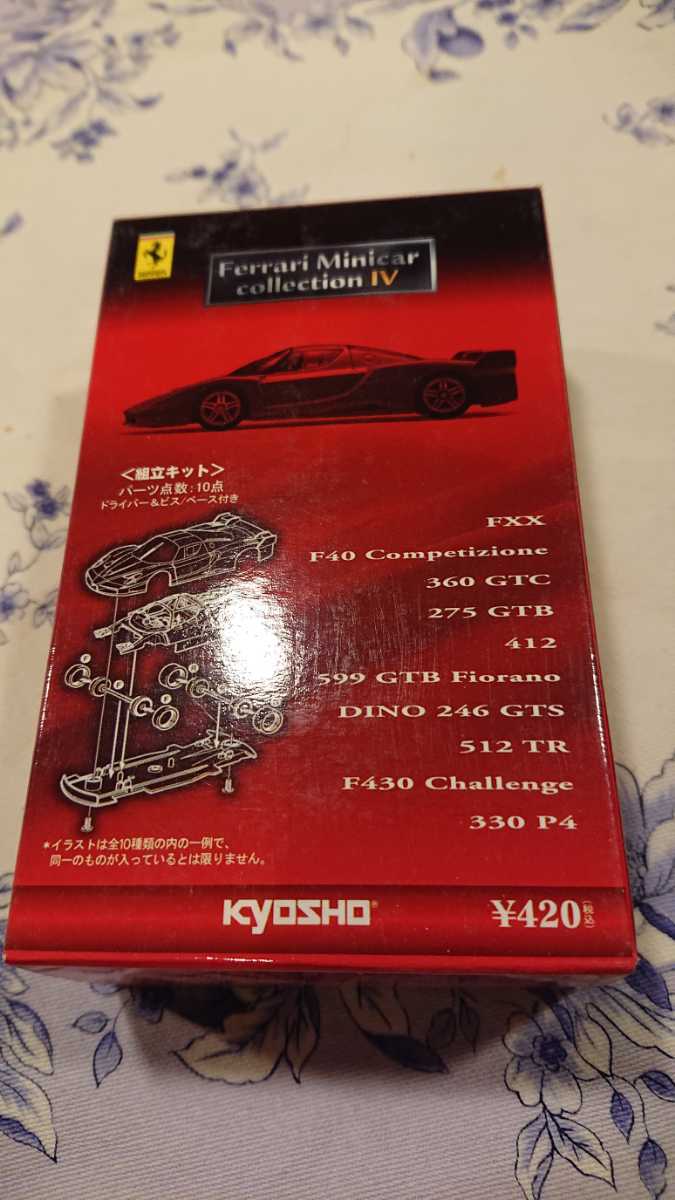 Ferrari
Ferrari Minicar
collection IV
<組立キット>
パーツ点数:10点
ドライバー&ビス/ベース付き
FXX
F40 Competizione
360 GTC
275 GTB
412
599 GTB Fiorano
DINO 246 GTS
512 TR
F430 Challenge
330 P4
*イラストは全10種類の内の一例で、
同一のものが入っているとは限りません。
KYOSHO
¥420(税込)